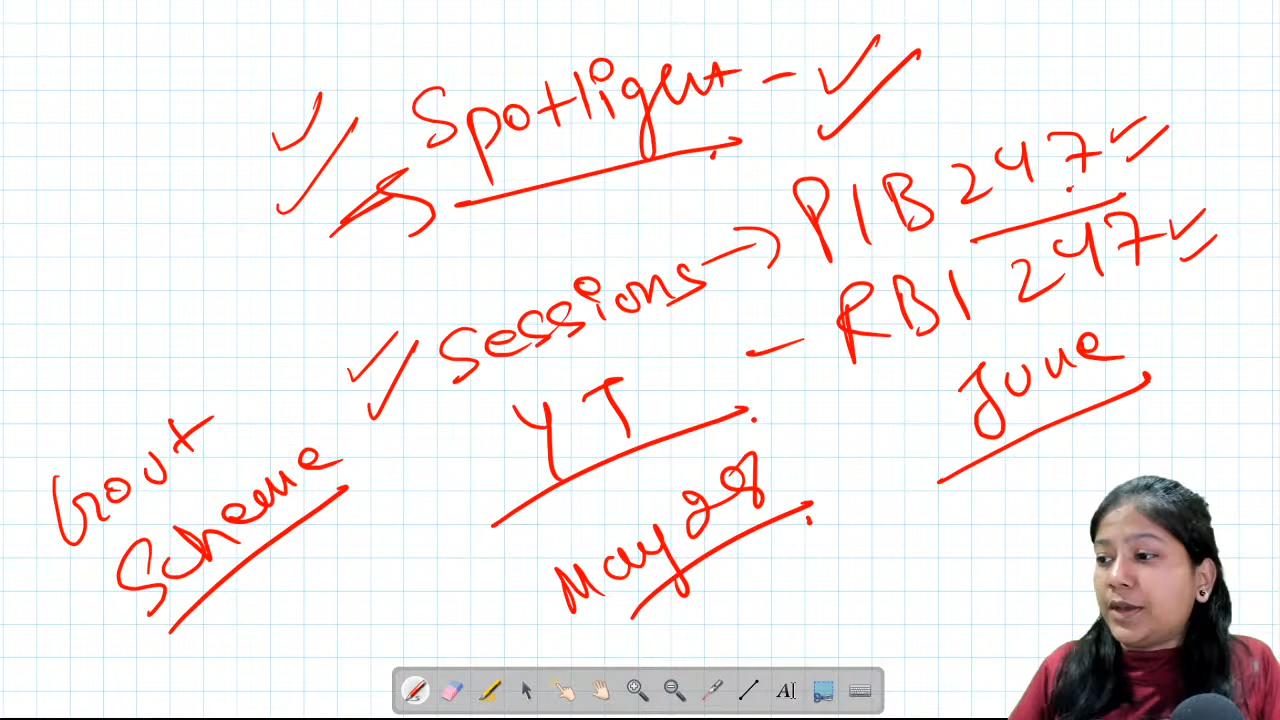 Spotlight -
Sessions → PIB 247
- RBI 247
YT
June
Govt
Scheme
May 28
AI